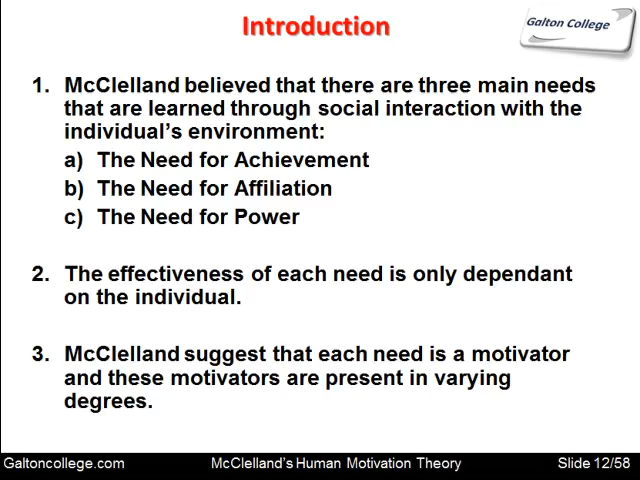 Introduction
Galton College
1. McClelland believed that there are three main needs
that are learned through social interaction with the
individual's environment:
a) The Need for Achievement
b) The Need for Affiliation
c) The Need for Power
2. The effectiveness of each need is only dependant
on the individual.
3. McClelland suggest that each need is a motivator
and these motivators are present in varying
degrees.
Galtoncollege.com McClelland's Human Motivation Theory Slide 12/58